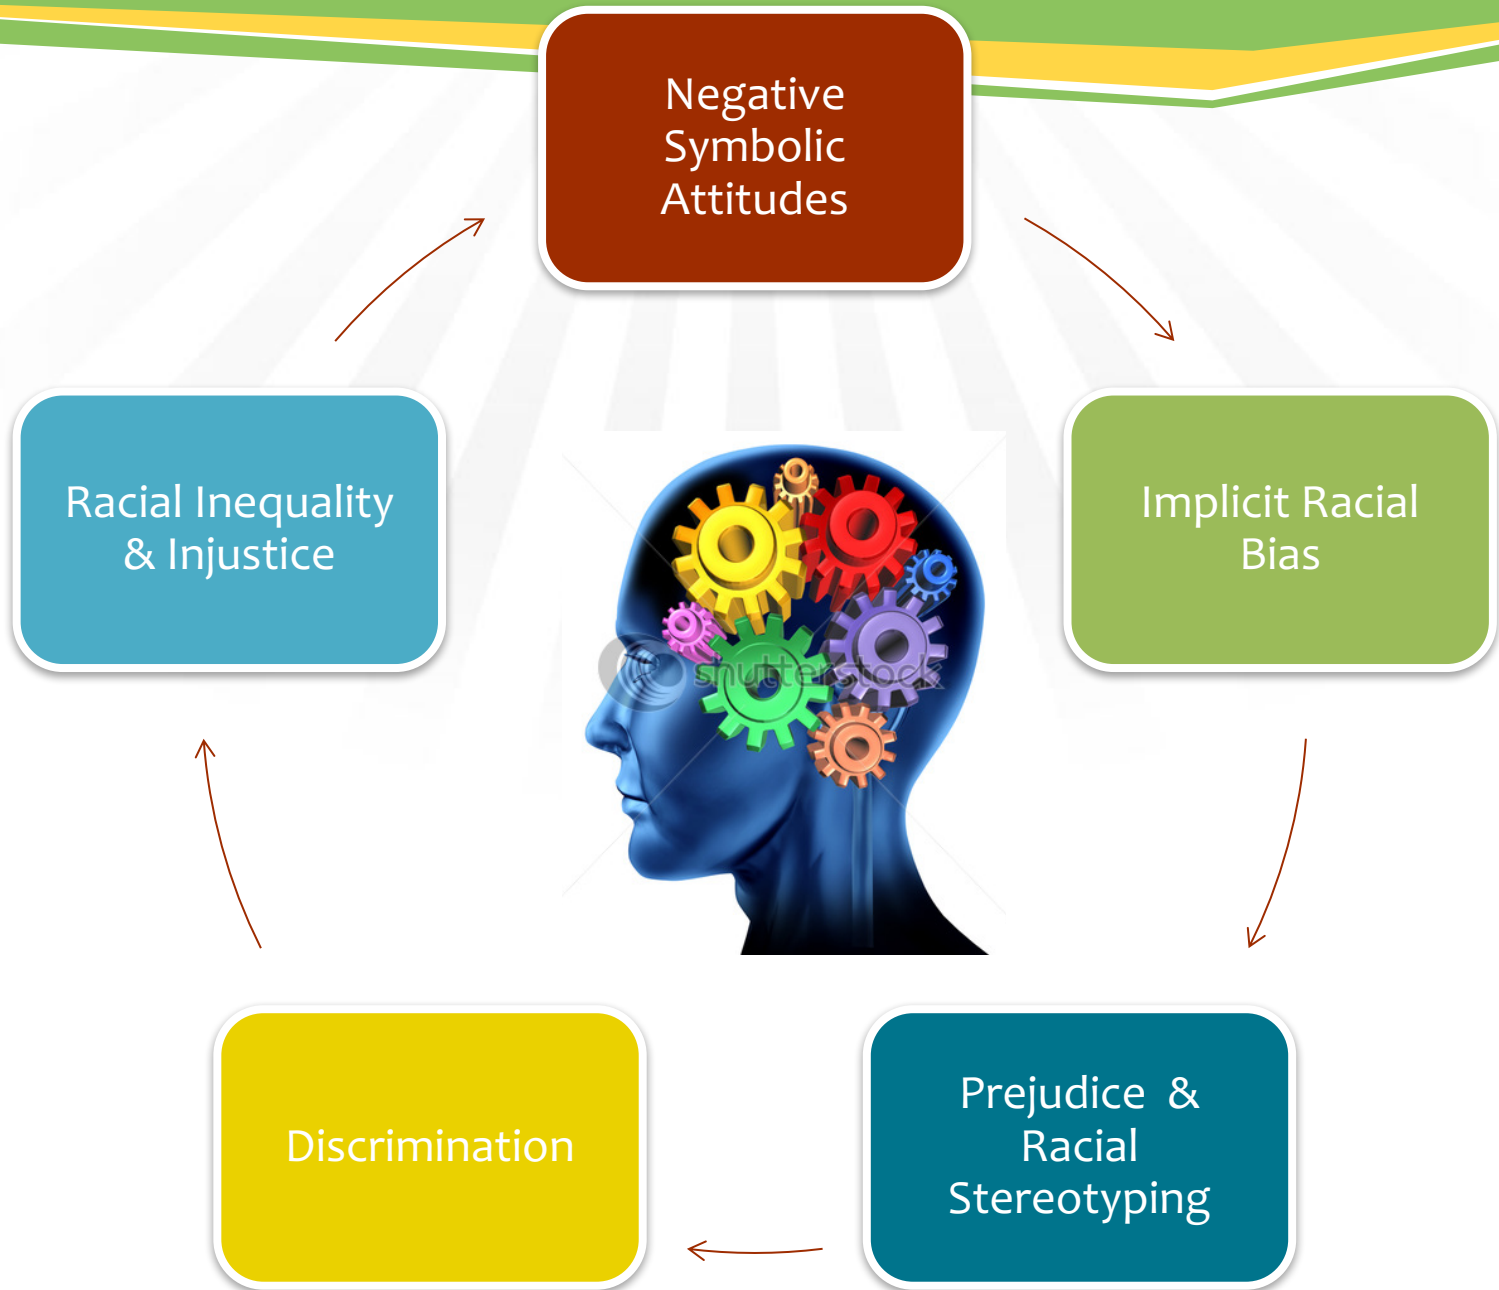 Negative
Symbolic
Attitudes
Racial Inequality
& Injustice
Implicit Racial
Bias
shutterstock
Discrimination
Prejudice  &
Racial
Stereotyping